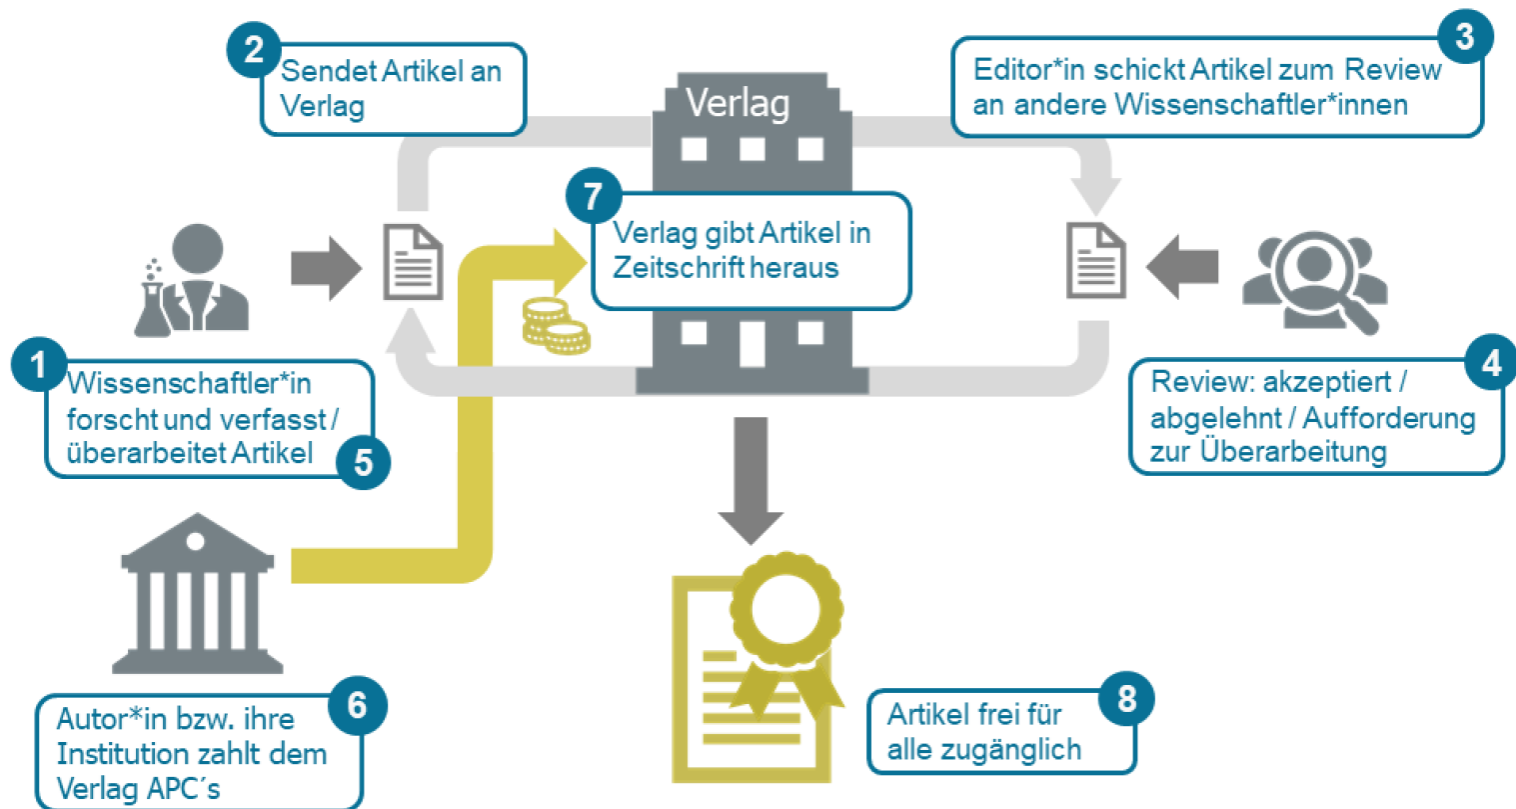 2
Sendet Artikel an
Verlag
Verlag
3
Editor*in schickt Artikel zum Review
an andere Wissenschaftler*innen
7
Verlag gibt Artikel in
Zeitschrift heraus
1
Wissenschaftler*in
forscht und verfasst /
überarbeitet Artikel
5
4
Review: akzeptiert /
abgelehnt / Aufforderung
zur Überarbeitung
6
Autor*in bzw. ihre
Institution zahlt dem
Verlag APC´s
8
Artikel frei für
alle zugänglich